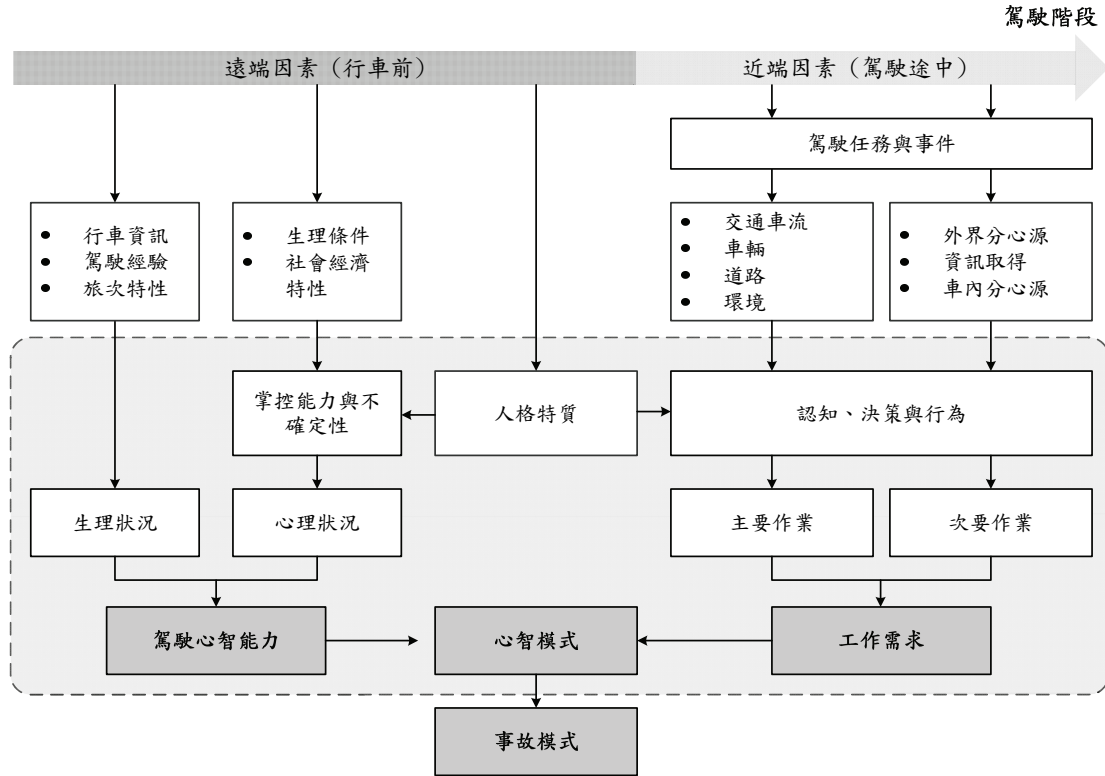 駕駛階段
遠端因素（行車前）
近端因素（駕駛途中）
駕駛任務與事件
● 行車資訊
● 駕駛經驗
● 旅次特性
● 生理條件
● 社會經濟
特性
● 交通車流
● 車輛
● 道路
● 環境
● 外界分心源
● 資訊取得
● 車內分心源
掌控能力與不
確定性
人格特質
認知、決策與行為
生理狀況
心理狀況
主要作業
次要作業
駕駛心智能力
心智模式
工作需求
事故模式